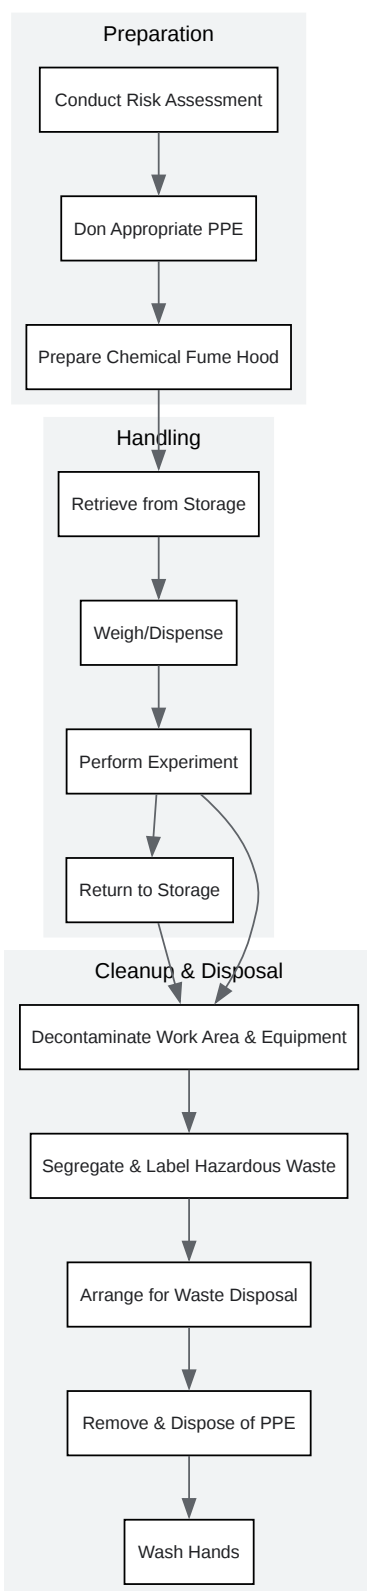 Preparation
Conduct Risk Assessment
Don Appropriate PPE
Prepare Chemical Fume Hood
Handling
Retrieve from Storage
Weigh/Dispense
Perform Experiment
Return to Storage
Cleanup & Disposal
Decontaminate Work Area & Equipment
Segregate & Label Hazardous Waste
Arrange for Waste Disposal
Remove & Dispose of PPE
Wash Hands